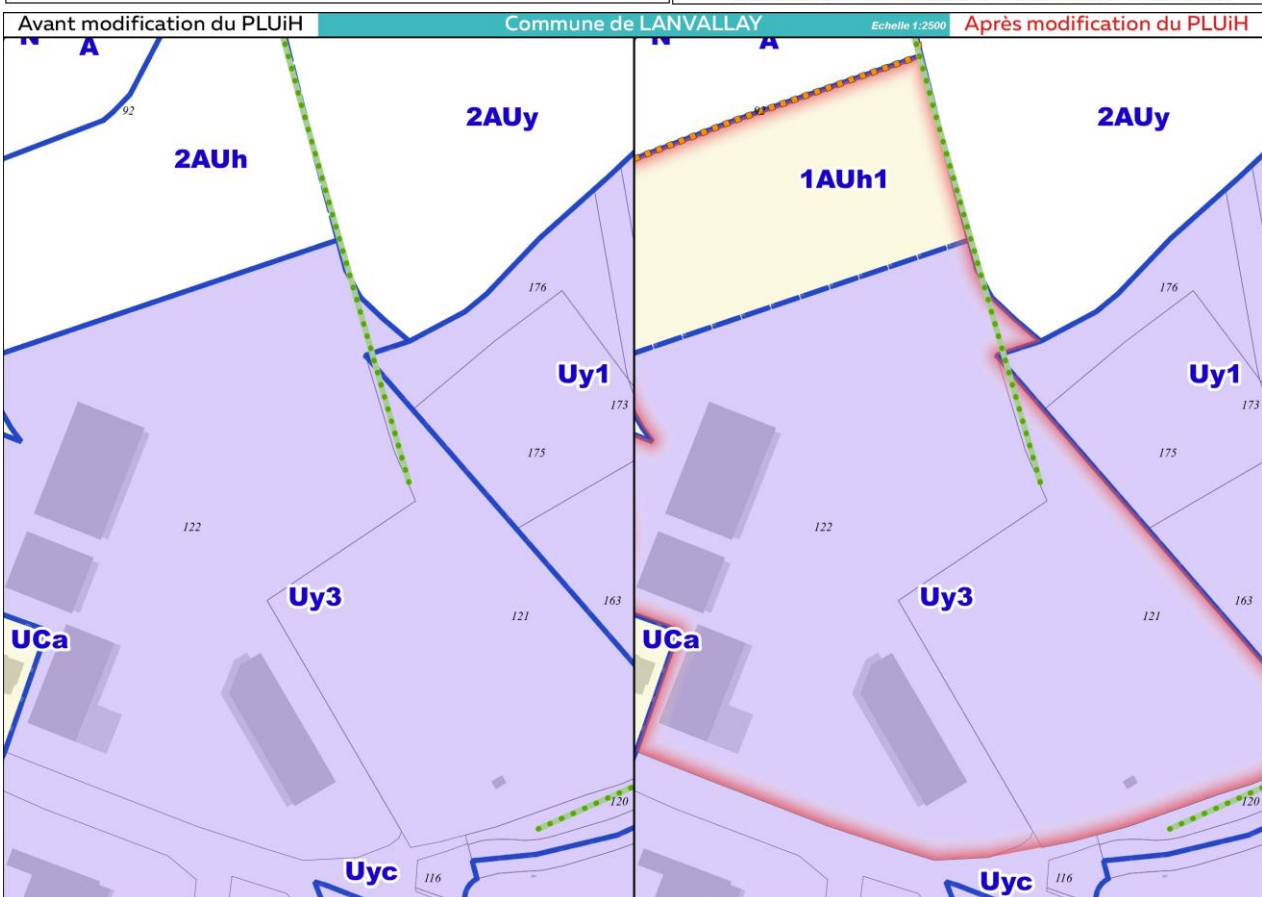 Avant modification du PLUiH
Commune de LANVALLAY
Echelle 1:2500
Après modification du PLUiH
N
A
92
2AUh
2AUy
176
Uy1
173
175
122
Uy3
121
163
UCa
120
Uyc
116
N
A
92
1AUh1
2AUy
176
Uy1
173
175
122
Uy3
121
163
UCa
120
Uyc
116